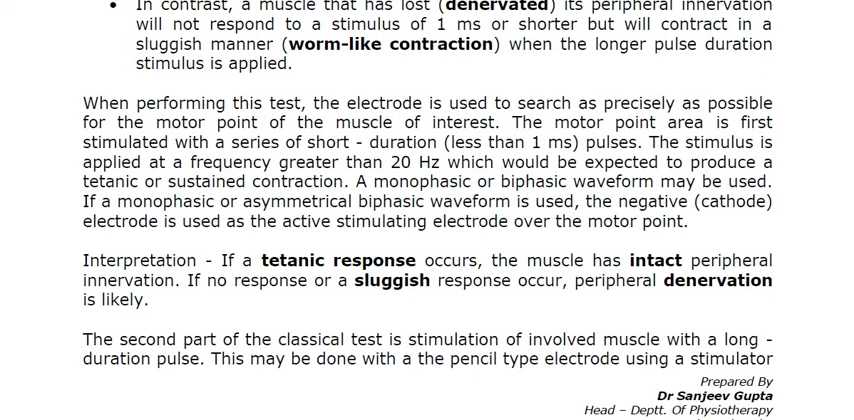 • In contrast, a muscle that has lost (denervated) its peripheral innervation
will not respond to a stimulus of 1 ms or shorter but will contract in a
sluggish manner (worm-like contraction) when the longer pulse duration
stimulus is applied.
When performing this test, the electrode is used to search as precisely as possible
for the motor point of the muscle of interest. The motor point area is first
stimulated with a series of short - duration (less than 1 ms) pulses. The stimulus is
applied at a frequency greater than 20 Hz which would be expected to produce a
tetanic or sustained contraction. A monophasic or biphasic waveform may be used.
If a monophasic or asymmetrical biphasic waveform is used, the negative (cathode)
electrode is used as the active stimulating electrode over the motor point.
Interpretation - If a tetanic response occurs, the muscle has intact peripheral
innervation. If no response or a sluggish response occur, peripheral denervation
is likely.
The second part of the classical test is stimulation of involved muscle with a long -
duration pulse. This may be done with a the pencil type electrode using a stimulator
Prepared By
Dr Sanjeev Gupta
Head – Deptt. Of Physiotherapy